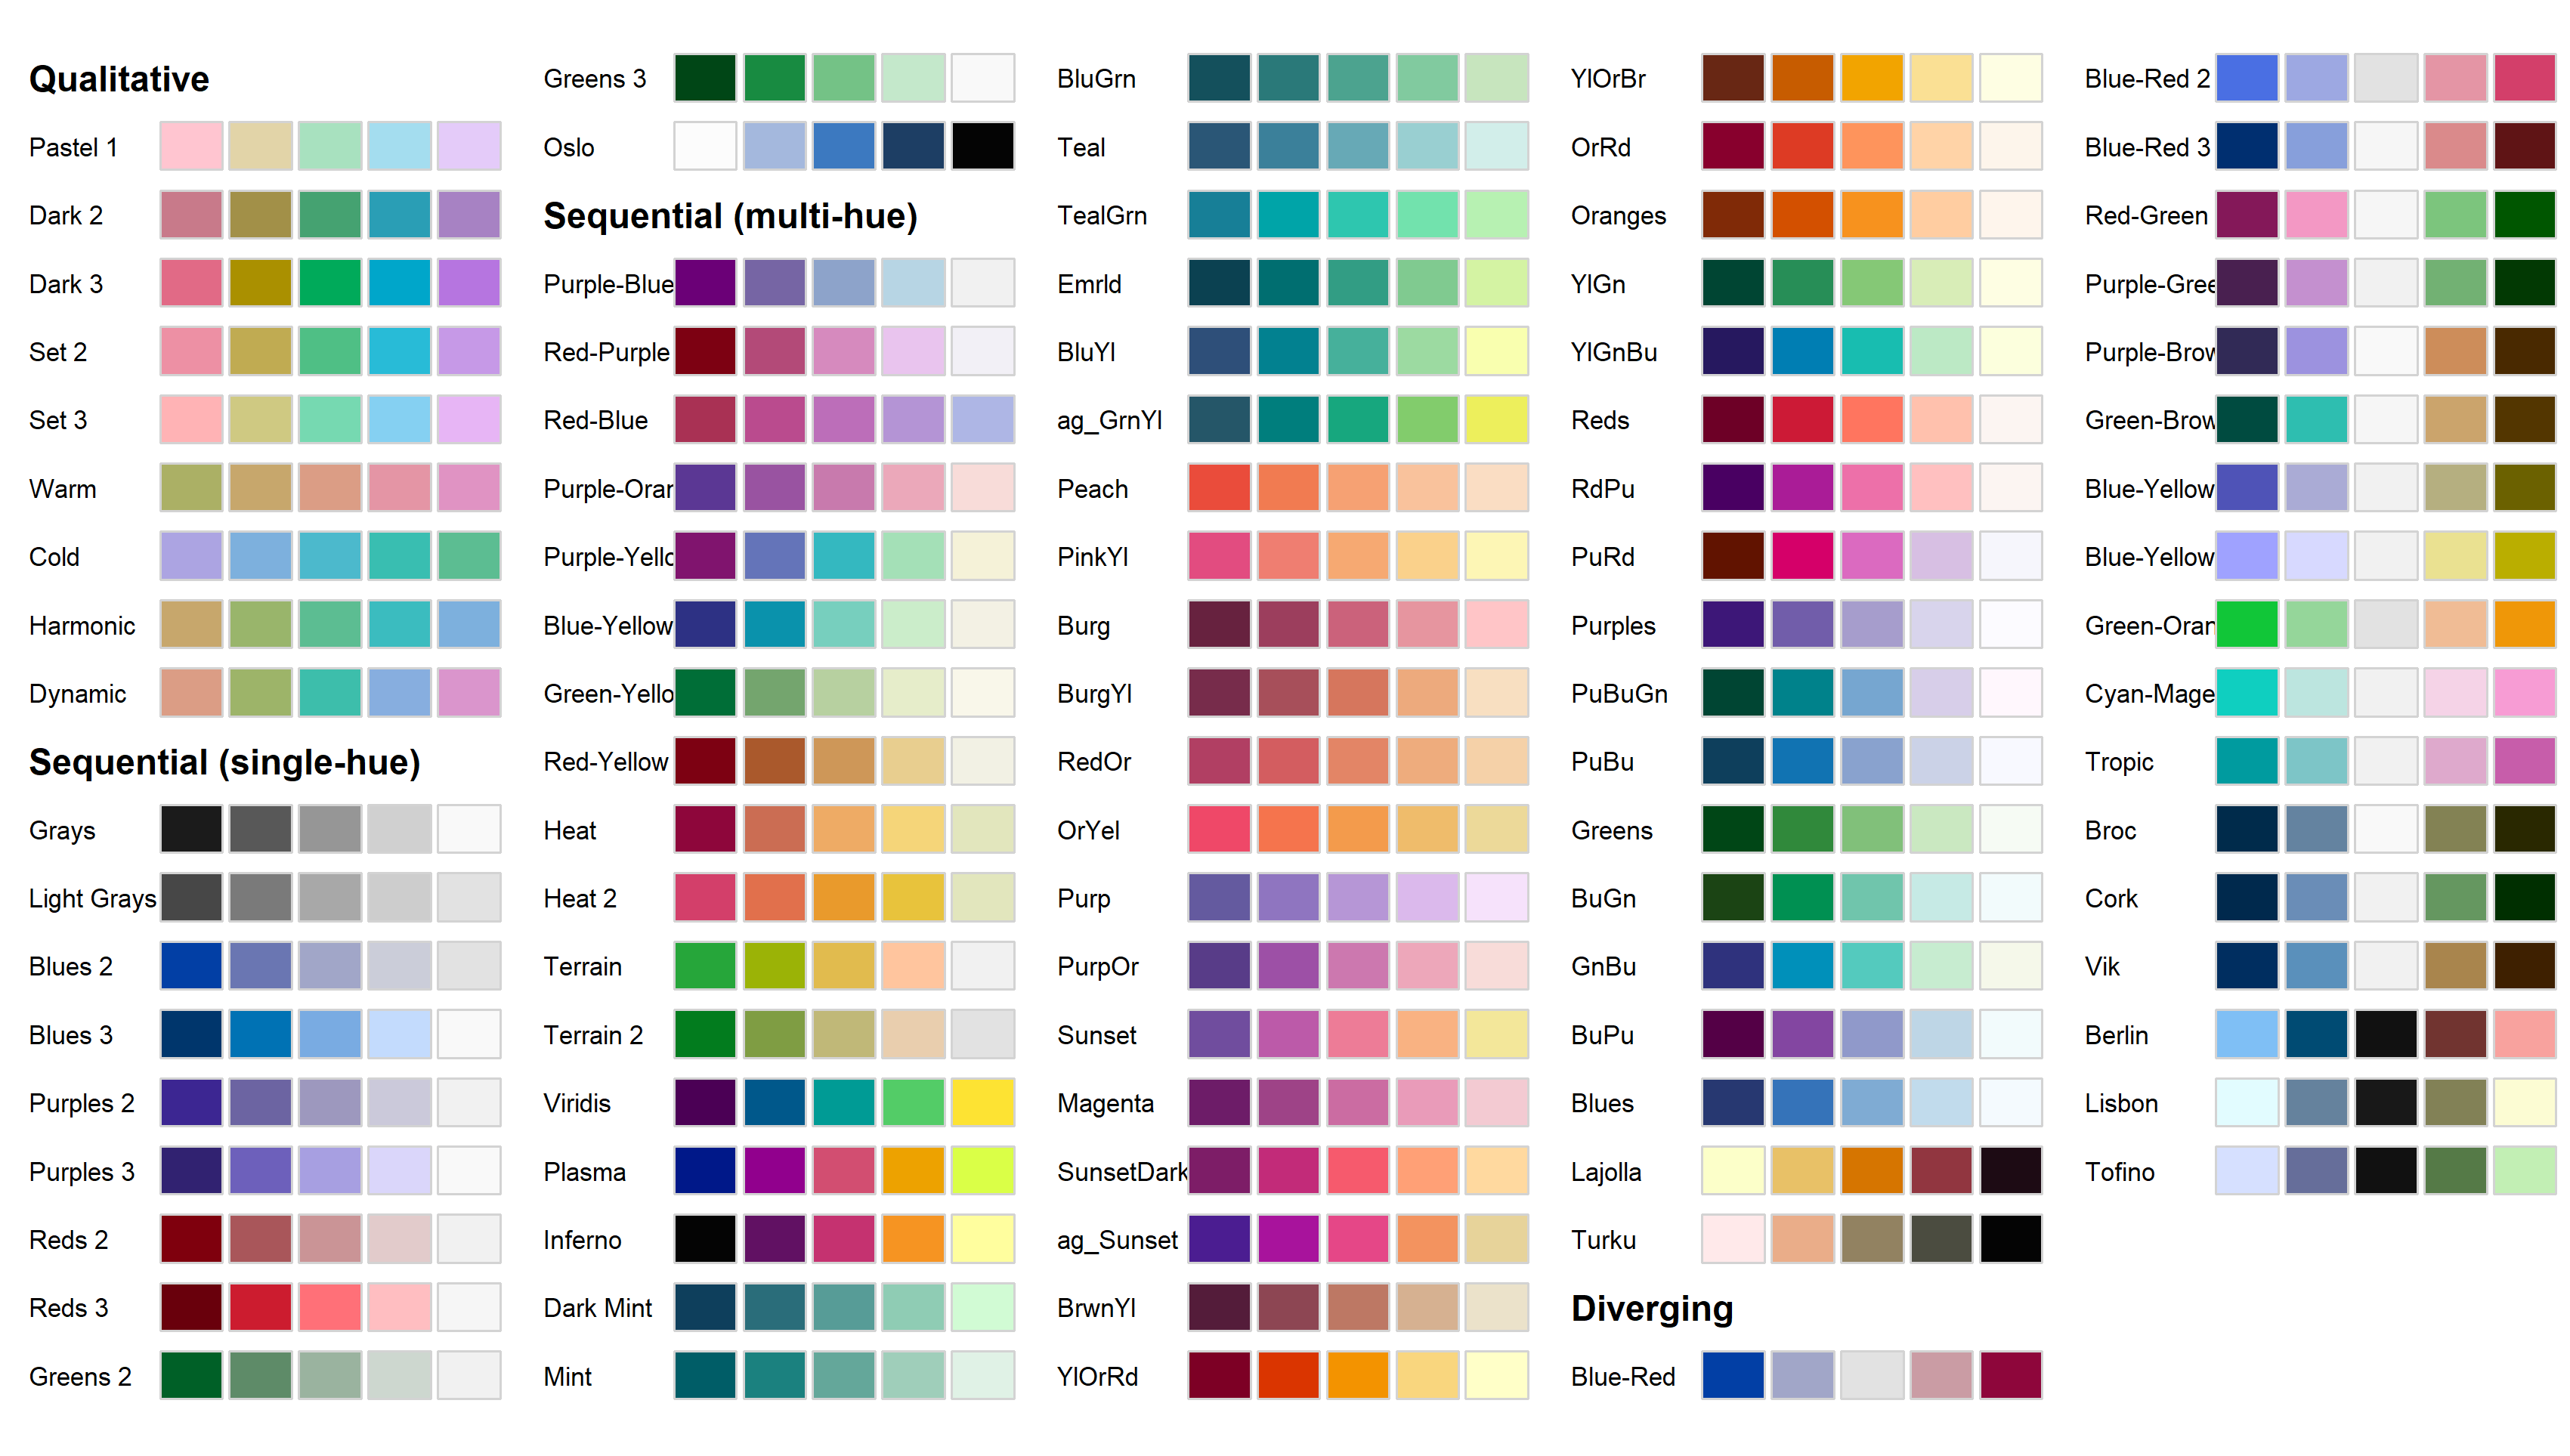 Qualitative
Pastel 1
Dark 2
Dark 3
Set 2
Set 3
Warm
Cold
Harmonic
Dynamic
Sequential (single-hue)
Grays
Light Grays
Blues 2
Blues 3
Purples 2
Purples 3
Reds 2
Reds 3
Greens 2
Greens 3
Oslo
Sequential (multi-hue)
Purple-Blue
Red-Purple
Red-Blue
Purple-Oran
Purple-Yello
Blue-Yellow
Green-Yello
Red-Yellow
Heat
Heat 2
Terrain
Terrain 2
Viridis
Plasma
Inferno
Dark Mint
Mint
BluGrn
Teal
TealGrn
Emrld
BluYl
ag_GrnYl
Peach
PinkYl
Burg
BurgYl
RedOr
OrYel
Purp
PurpOr
Sunset
Magenta
SunsetDark
ag_Sunset
BrwnYl
YlOrRd
YlOrBr
OrRd
Oranges
YlGn
YlGnBu
Reds
RdPu
PuRd
Purples
PuBuGn
PuBu
Greens
BuGn
GnBu
BuPu
Blues
Lajolla
Turku
Diverging
Blue-Red
Blue-Red 2
Blue-Red 3
Red-Green
Purple-Gree
Purple-Brow
Green-Brow
Blue-Yellow
Blue-Yellow
Green-Oran
Cyan-Mage
Tropic
Broc
Cork
Vik
Berlin
Lisbon
Tofino